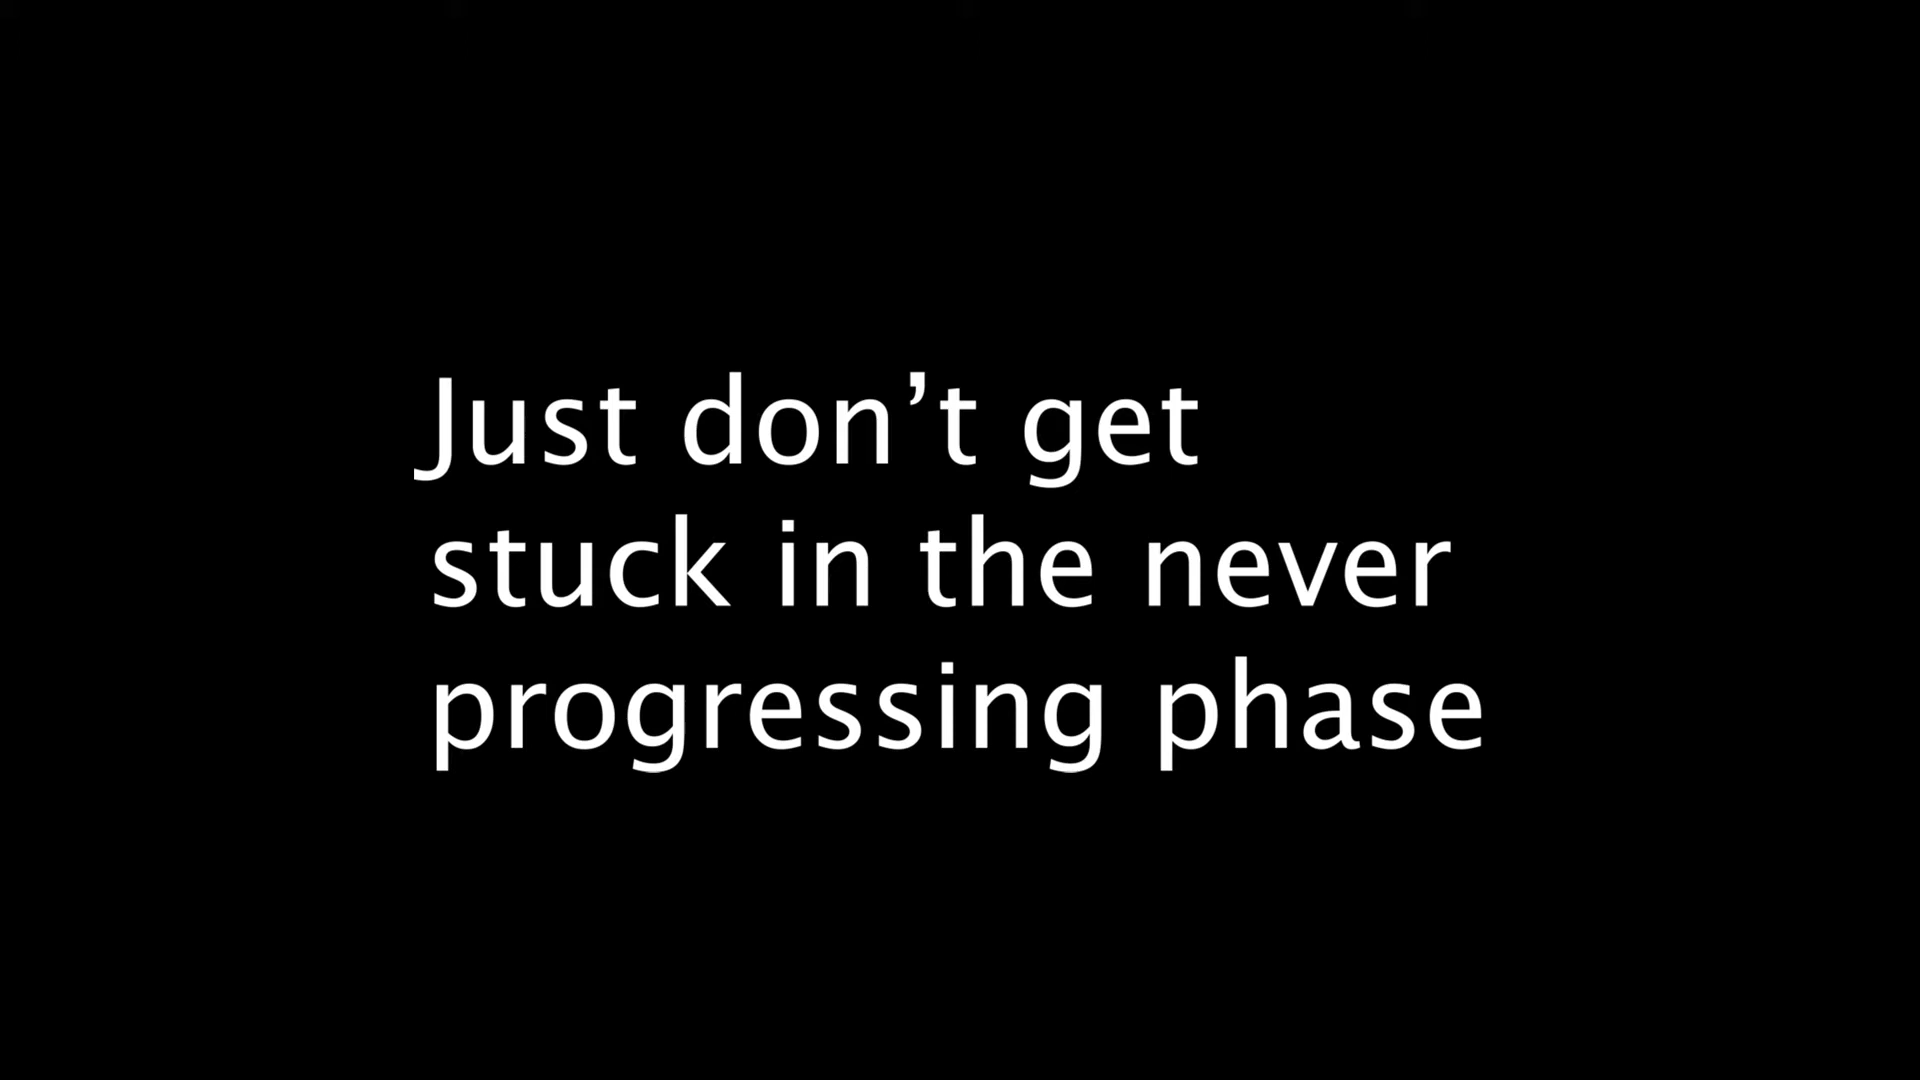 Just don’t get
stuck in the never
progressing phase